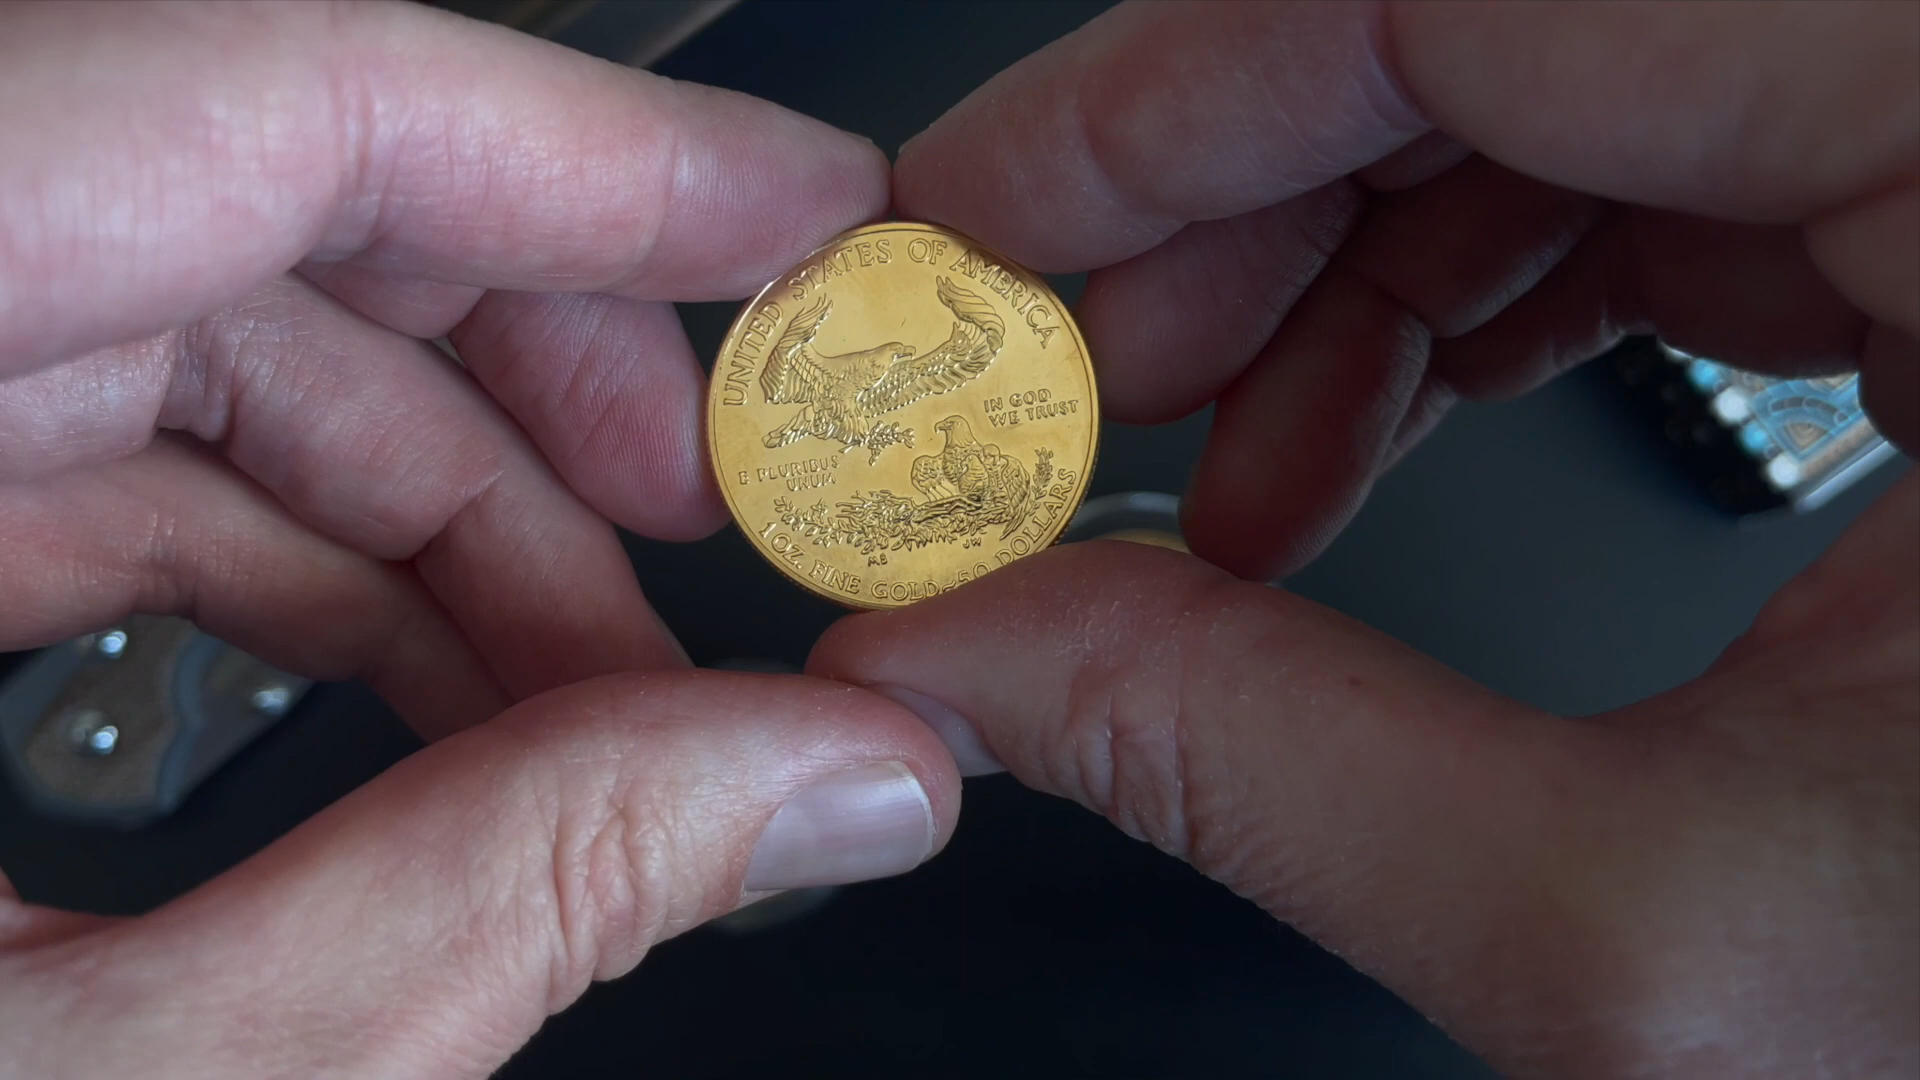 UNITED STATES OF AMERICA
IN GOD
WE TRUST
E PLURIBUS
UNUM
MB
JW
1 OZ. FINE GOLD~50 DOLLARS